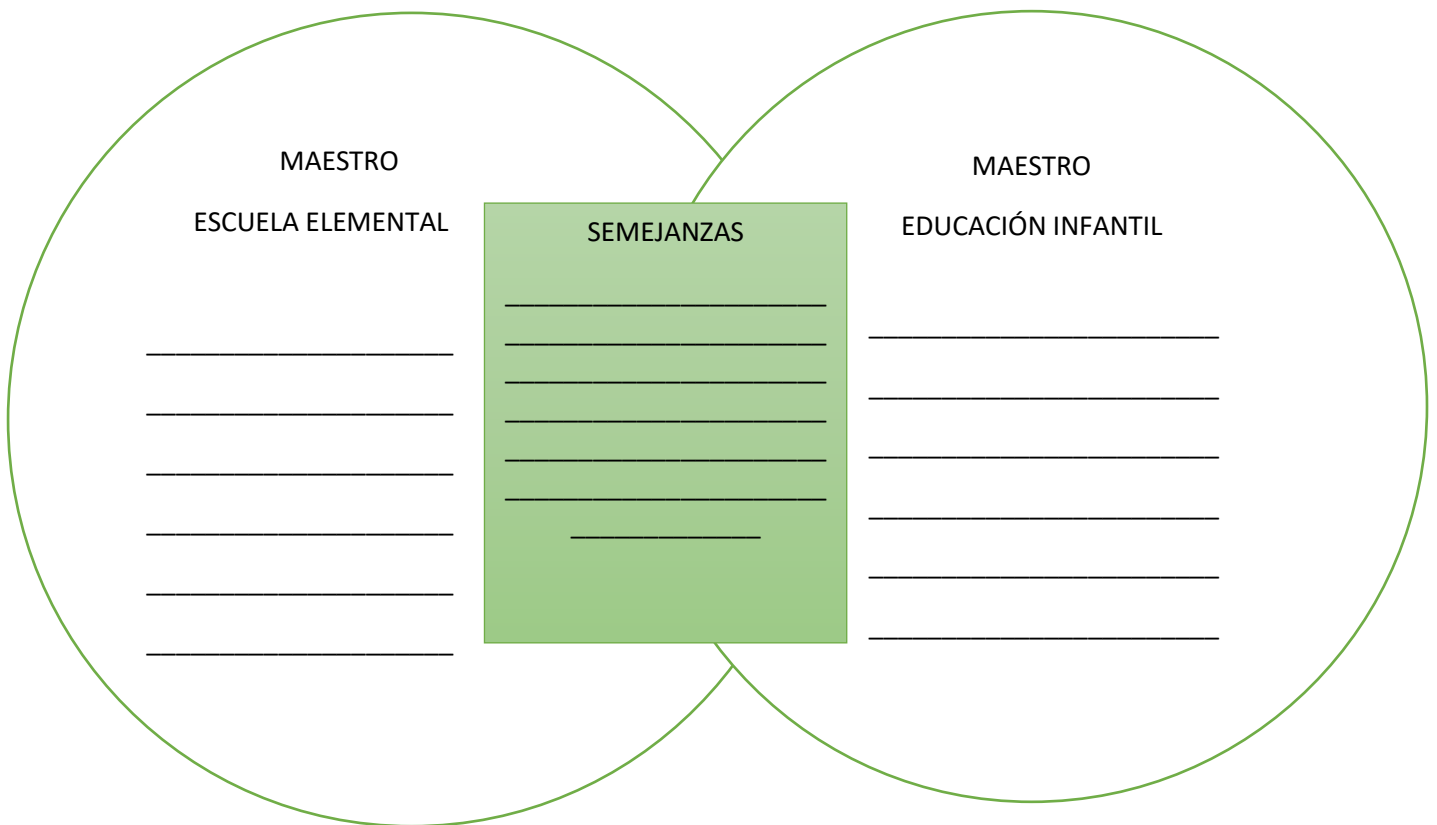 MAESTRO
ESCUELA ELEMENTAL
SEMEJANZAS
MAESTRO
EDUCACIÓN INFANTIL